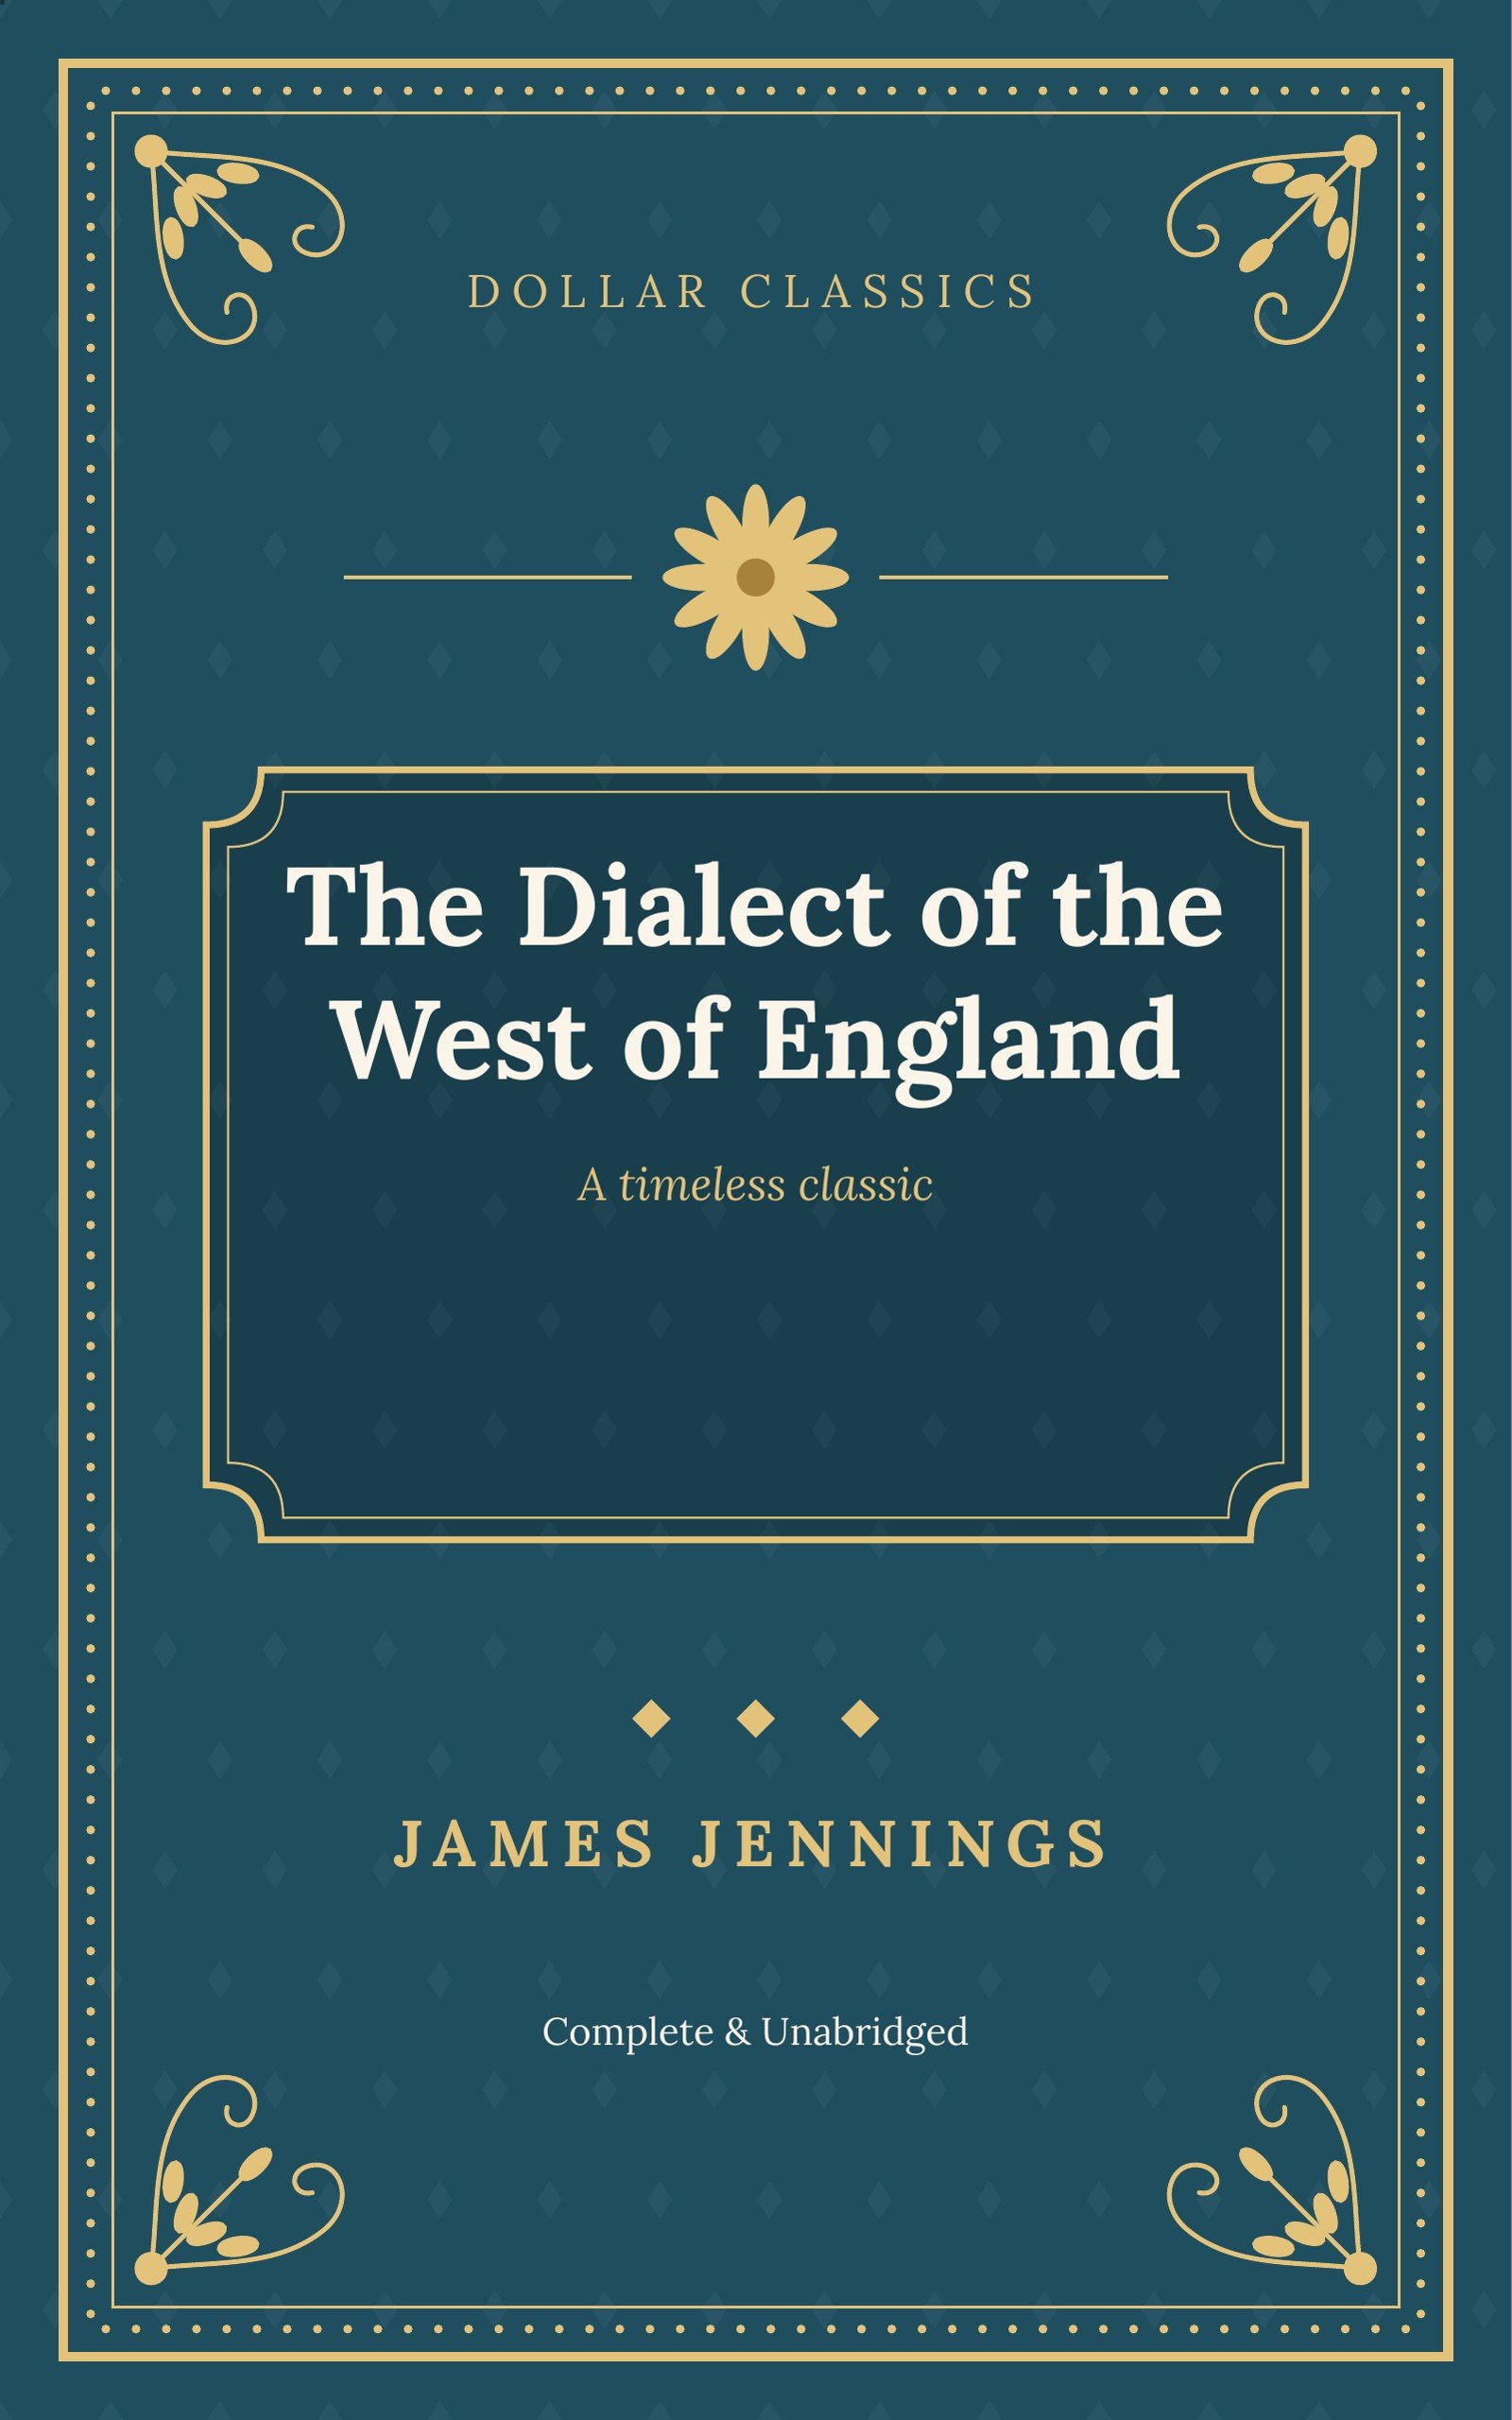 DOLLAR CLASSICS
The Dialect of the
West of England
A timeless classic
JAMES JENNINGS
Complete & Unabridged